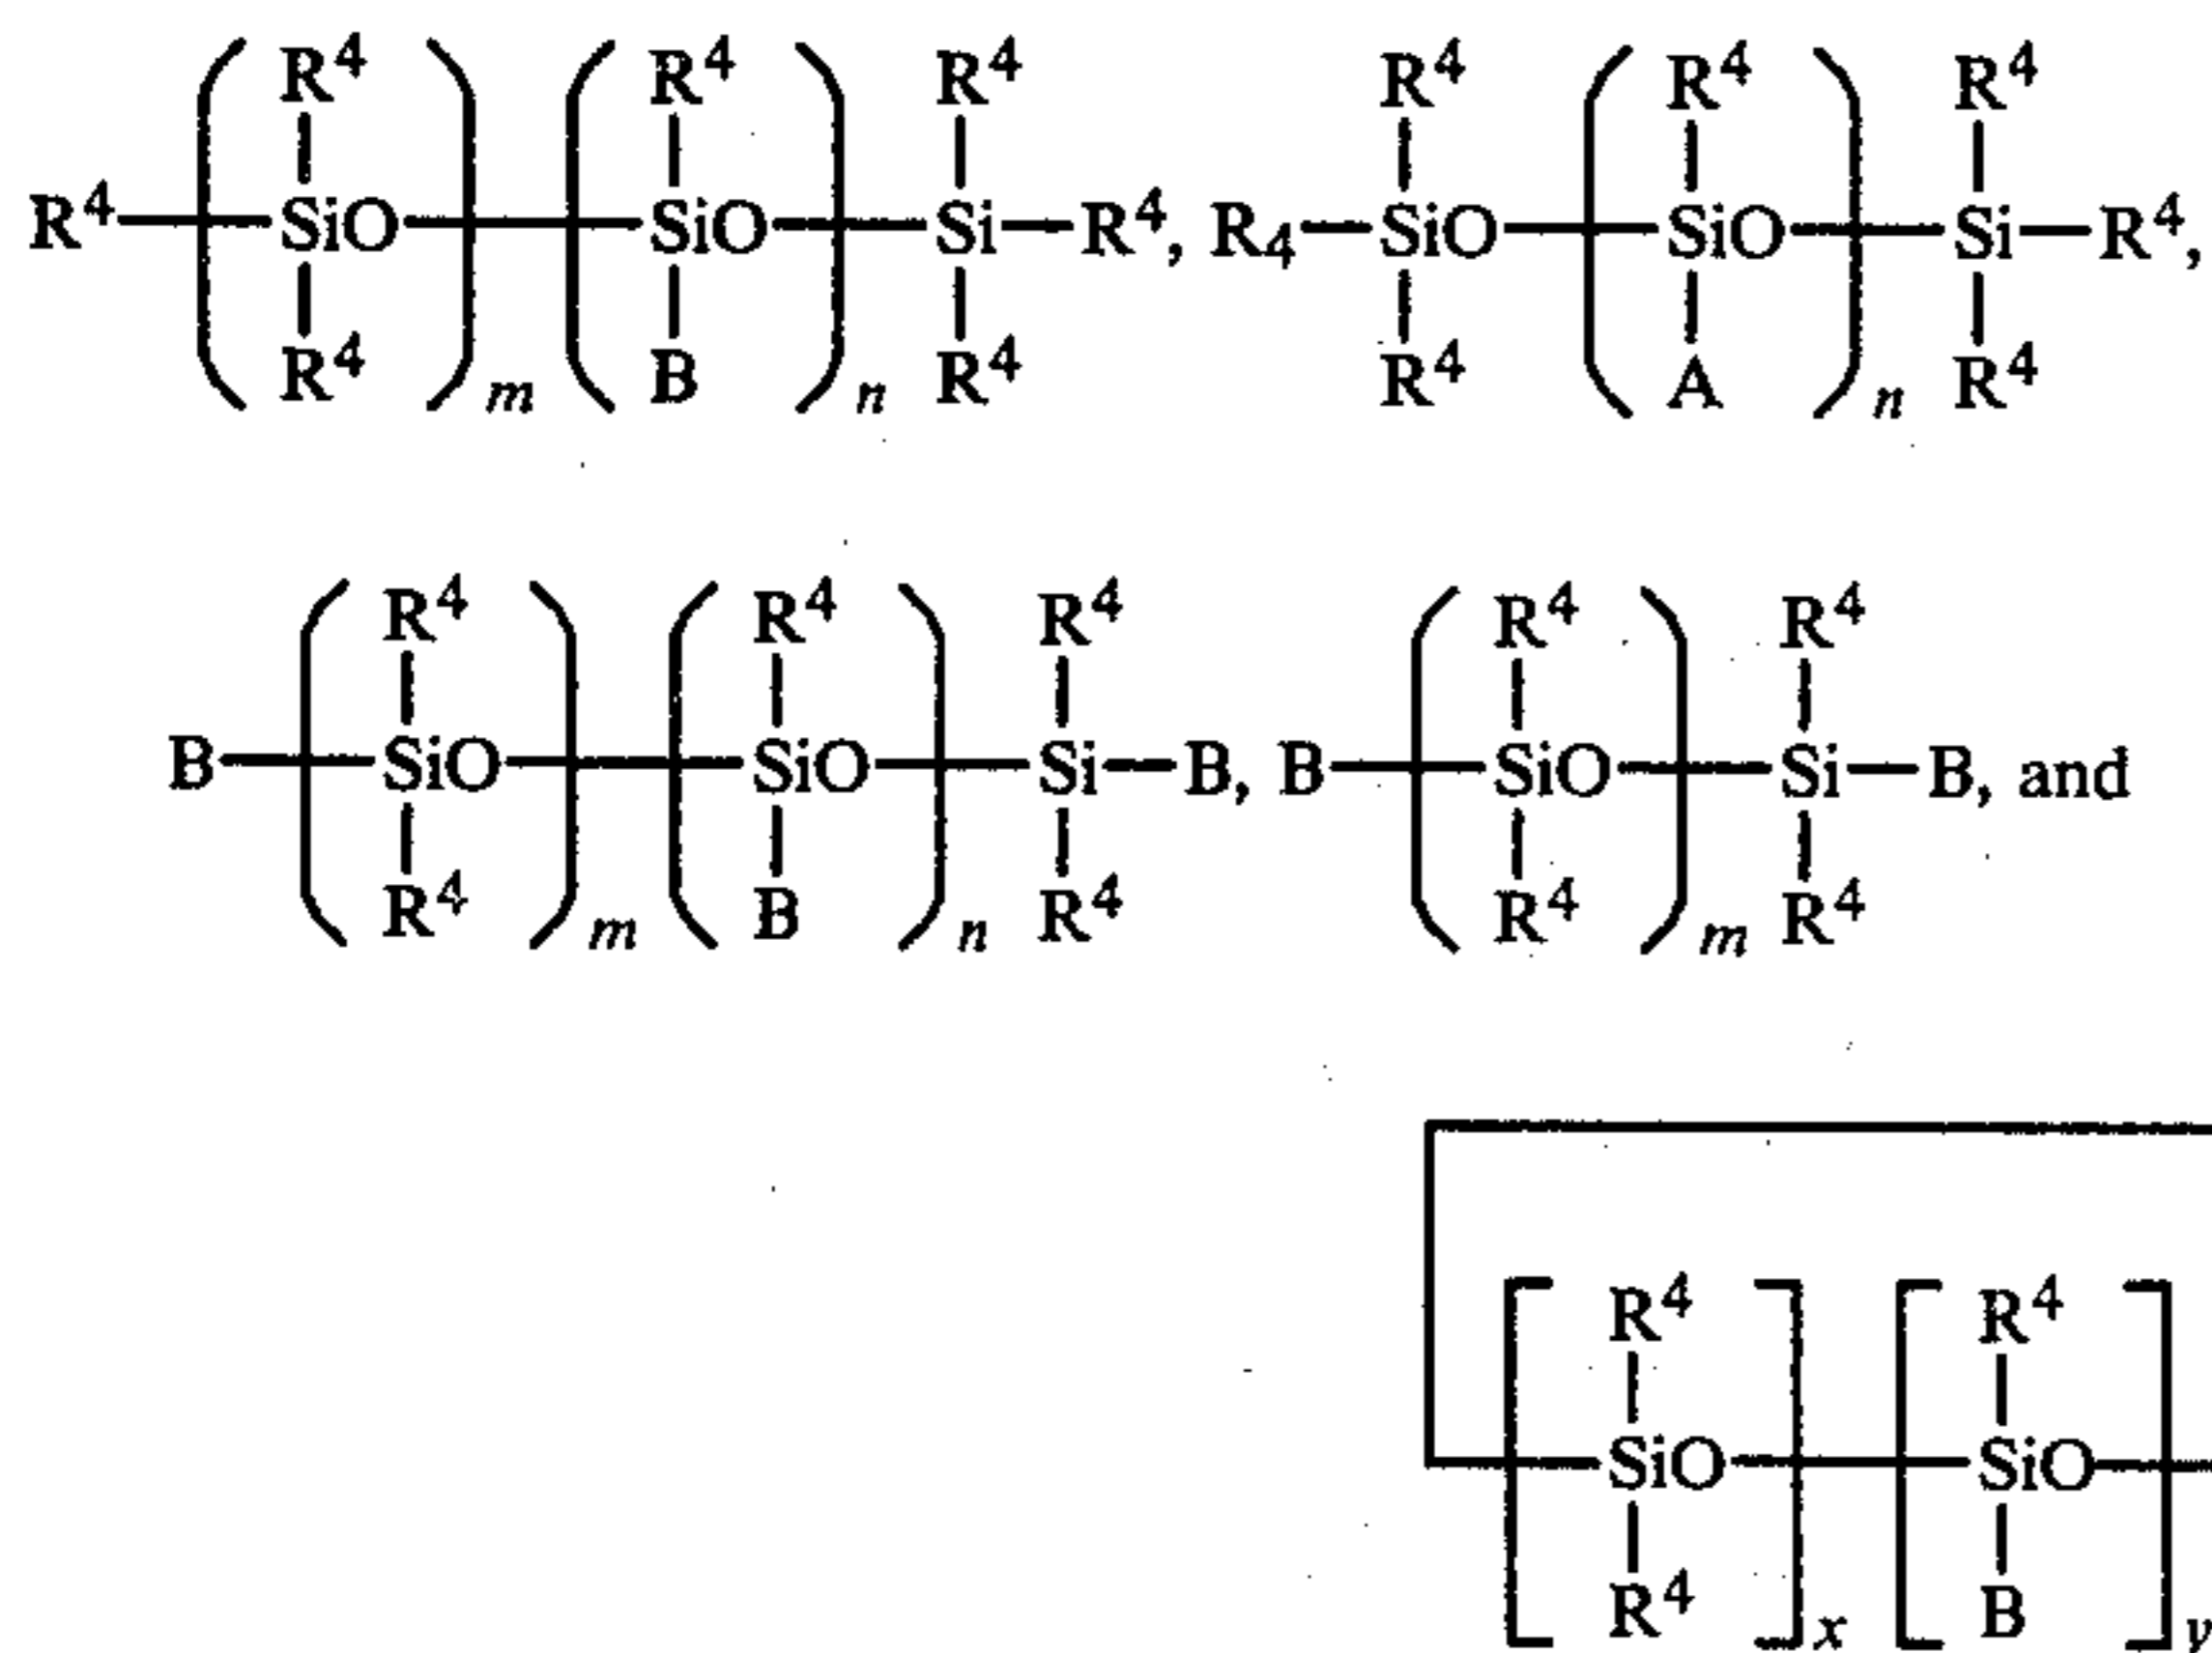 R⁴ R⁴ R⁴ R⁴ R⁴ R⁴
R⁴ SiO SiO Si R⁴, R₄ SiO SiO Si R⁴,
R⁴ m B n R⁴ R⁴ A n R⁴
R⁴ R⁴ R⁴ R⁴ R⁴
B SiO SiO Si B, B SiO Si B, and
R⁴ m B n R⁴ R⁴ m R⁴
R⁴ R⁴
SiO SiO
R⁴ x B y